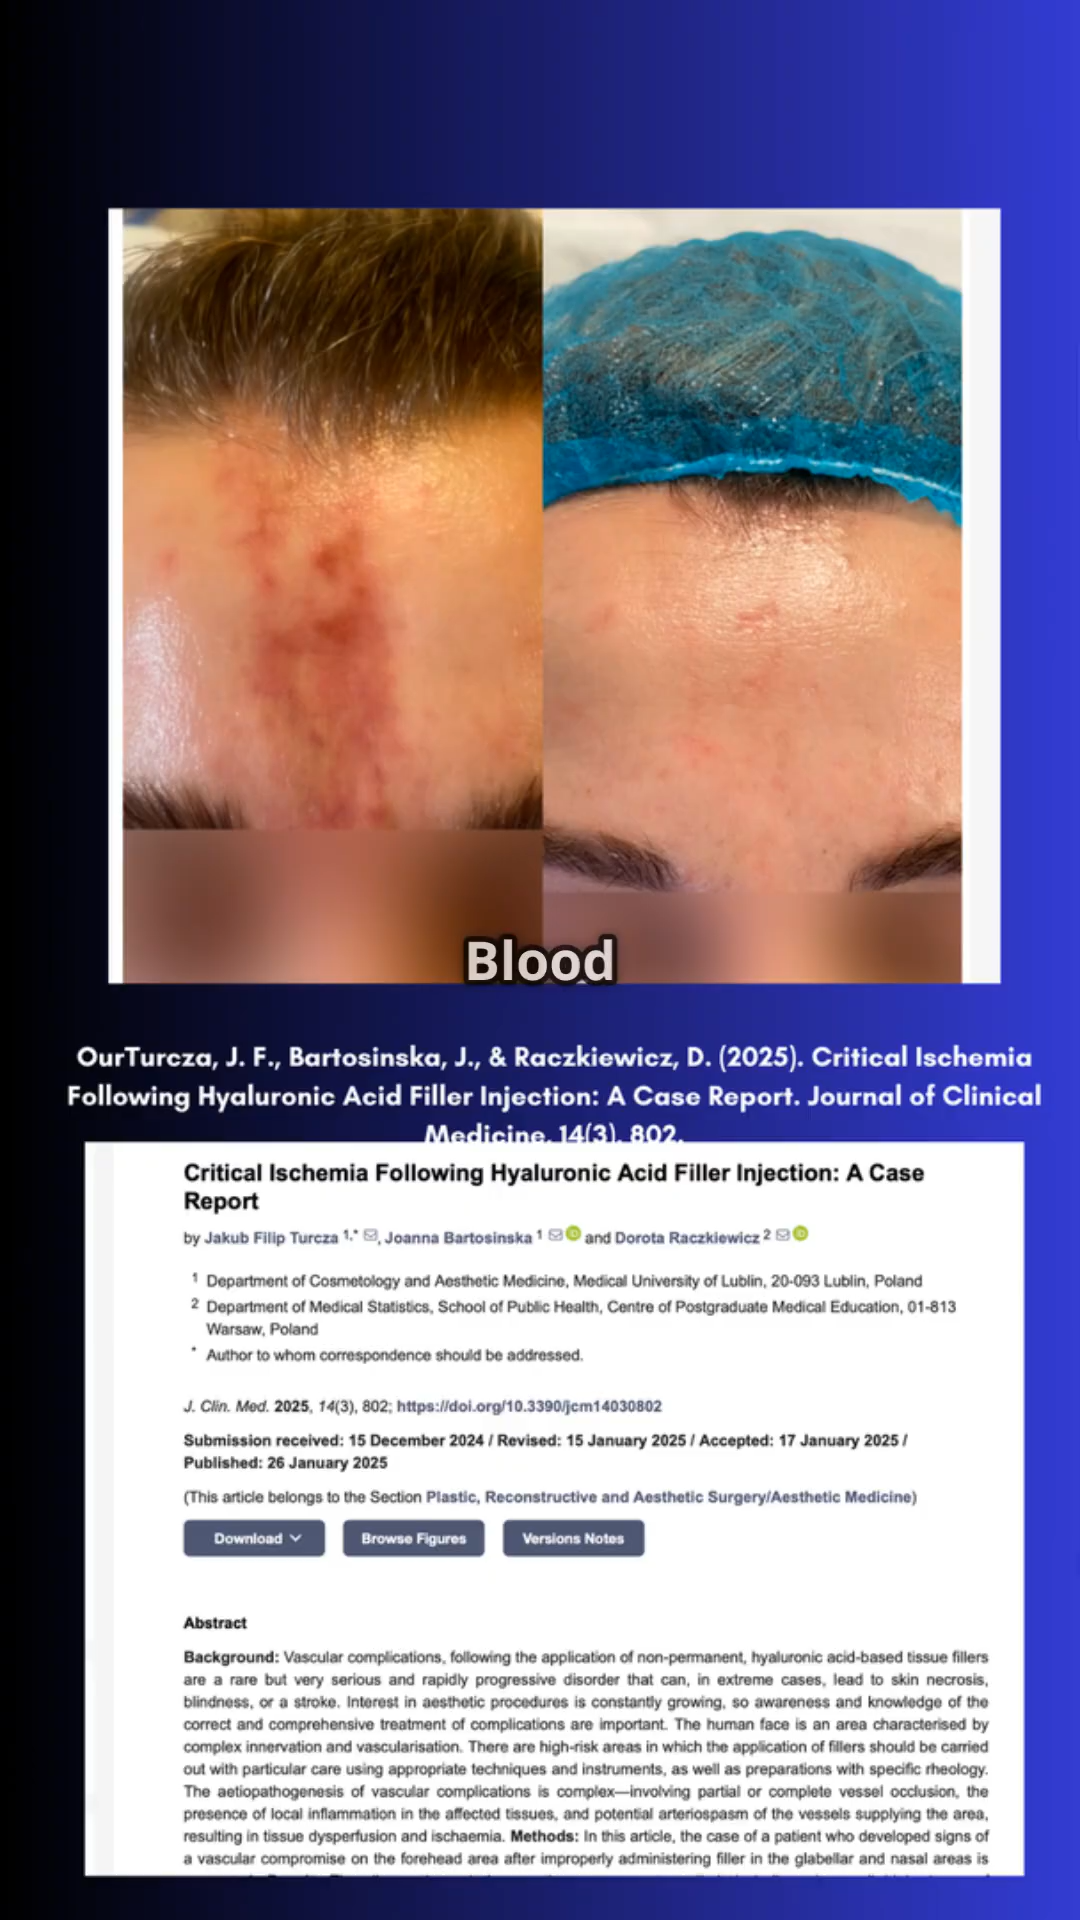 Blood
OurTurcza, J. F., Bartosinska, J., & Raczkiewicz, D. (2025). Critical Ischemia
Following Hyaluronic Acid Filler Injection: A Case Report. Journal of Clinical
Medicine, 14(3), 802.
Critical Ischemia Following Hyaluronic Acid Filler Injection: A Case
Report
by Jakub Filip Turcza 1,* , Joanna Bartosinska 1 and Dorota Raczkiewicz 2
1 Department of Cosmetology and Aesthetic Medicine, Medical University of Lublin, 20-093 Lublin, Poland
2 Department of Medical Statistics, School of Public Health, Centre of Postgraduate Medical Education, 01-813
Warsaw, Poland
* Author to whom correspondence should be addressed.
J. Clin. Med. 2025, 14(3), 802; https://doi.org/10.3390/jcm14030802
Submission received: 15 December 2024 / Revised: 15 January 2025 / Accepted: 17 January 2025 /
Published: 26 January 2025
(This article belongs to the Section Plastic, Reconstructive and Aesthetic Surgery/Aesthetic Medicine)
Download Browse Figures Versions Notes
Abstract
Background: Vascular complications, following the application of non-permanent, hyaluronic acid-based tissue fillers
are a rare but very serious and rapidly progressive disorder that can, in extreme cases, lead to skin necrosis,
blindness, or a stroke. Interest in aesthetic procedures is constantly growing, so awareness and knowledge of the
correct and comprehensive treatment of complications are important. The human face is an area characterised by
complex innervation and vascularisation. There are high-risk areas in which the application of fillers should be carried
out with particular care using appropriate techniques and instruments, as well as preparations with specific rheology.
The aetiopathogenesis of vascular complications is complex—involving partial or complete vessel occlusion, the
presence of local inflammation in the affected tissues, and potential arteriospasm of the vessels supplying the area,
resulting in tissue dysperfusion and ischaemia. Methods: In this article, the case of a patient who developed signs of
a vascular compromise on the forehead area after improperly administering filler in the glabellar and nasal areas is